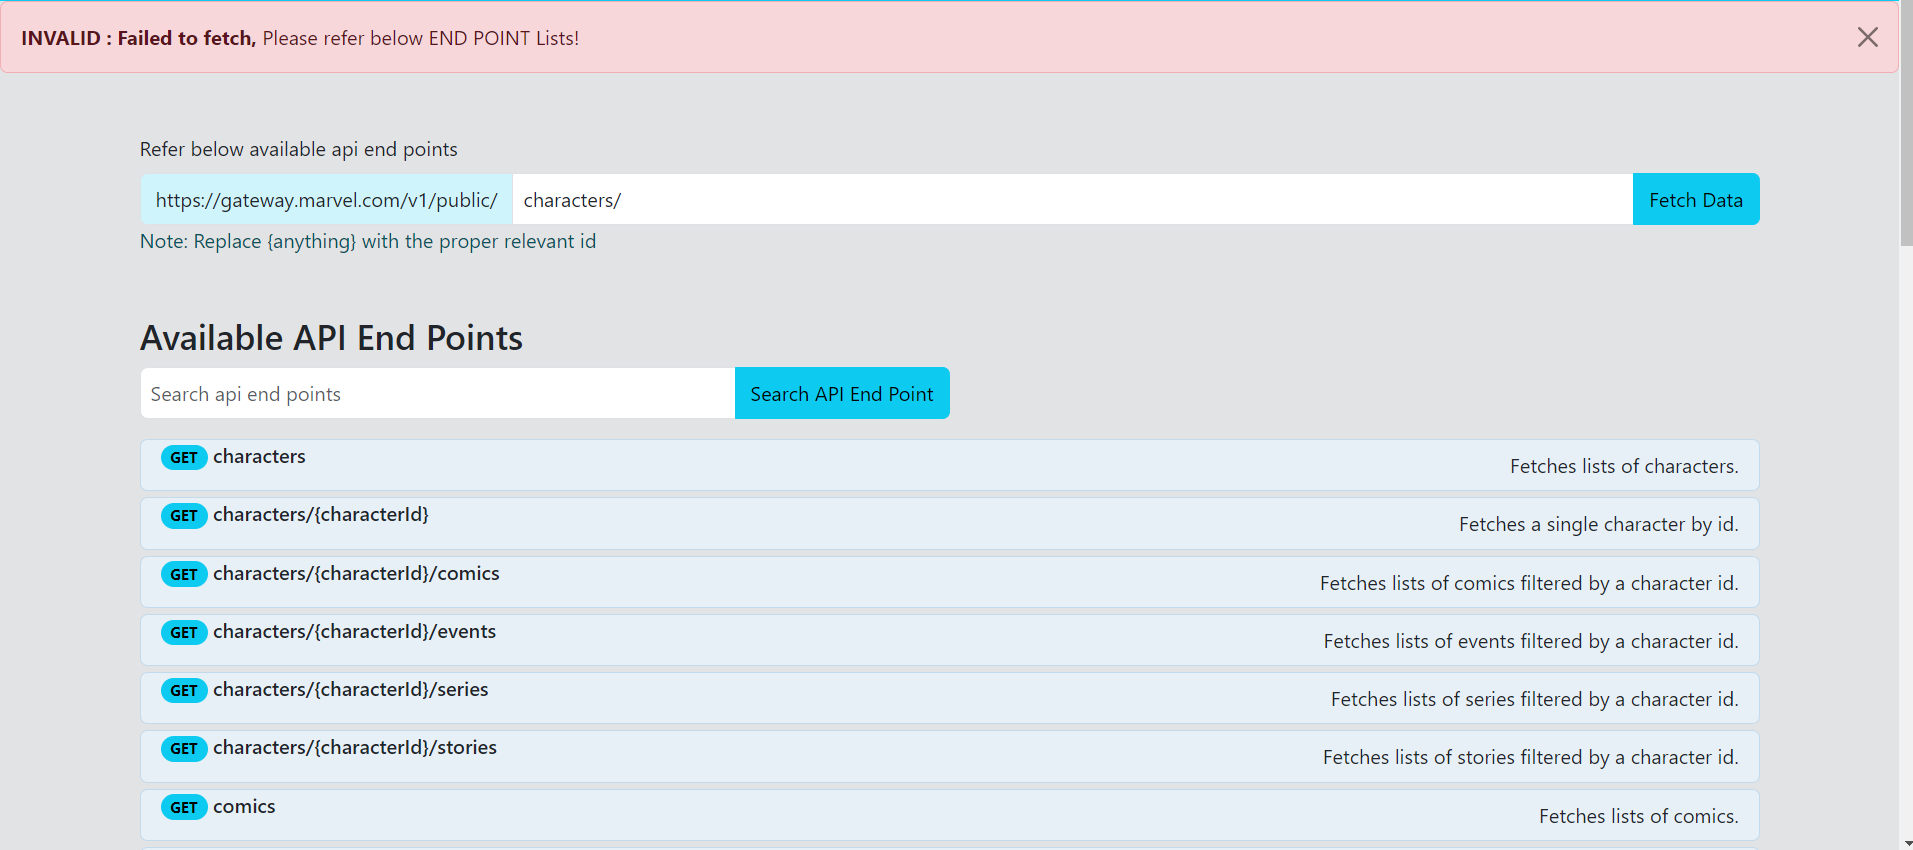 INVALID : Failed to fetch, Please refer below END POINT Lists!
Refer below available api end points
https://gateway.marvel.com/v1/public/ characters/ Fetch Data
Note: Replace {anything} with the proper relevant id
Available API End Points
Search api end points Search API End Point
GET characters Fetches lists of characters.
GET characters/{characterId} Fetches a single character by id.
GET characters/{characterId}/comics Fetches lists of comics filtered by a character id.
GET characters/{characterId}/events Fetches lists of events filtered by a character id.
GET characters/{characterId}/series Fetches lists of series filtered by a character id.
GET characters/{characterId}/stories Fetches lists of stories filtered by a character id.
GET comics Fetches lists of comics.